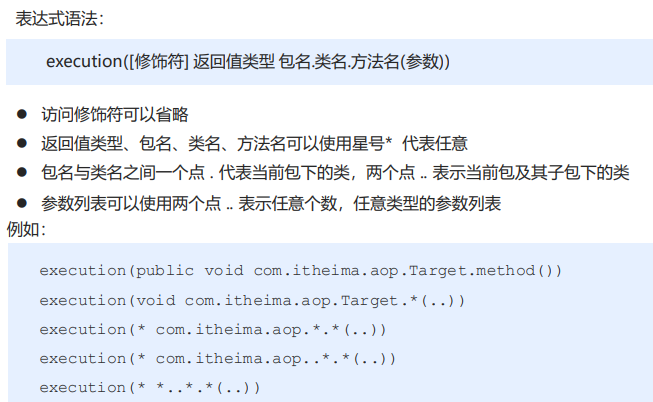 表达式语法：
execution([修饰符] 返回值类型 包名.类名.方法名(参数))
● 访问修饰符可以省略
● 返回值类型、包名、类名、方法名可以使用星号* 代表任意
● 包名与类名之间一个点 . 代表当前包下的类，两个点 .. 表示当前包及其子包下的类
● 参数列表可以使用两个点 .. 表示任意个数，任意类型的参数列表
例如：
execution(public void com.itheima.aop.Target.method())
execution(void com.itheima.aop.Target.*(..))
execution(* com.itheima.aop.*.*(..))
execution(* com.itheima.aop..*.*(..))
execution(* *..*.*(..))